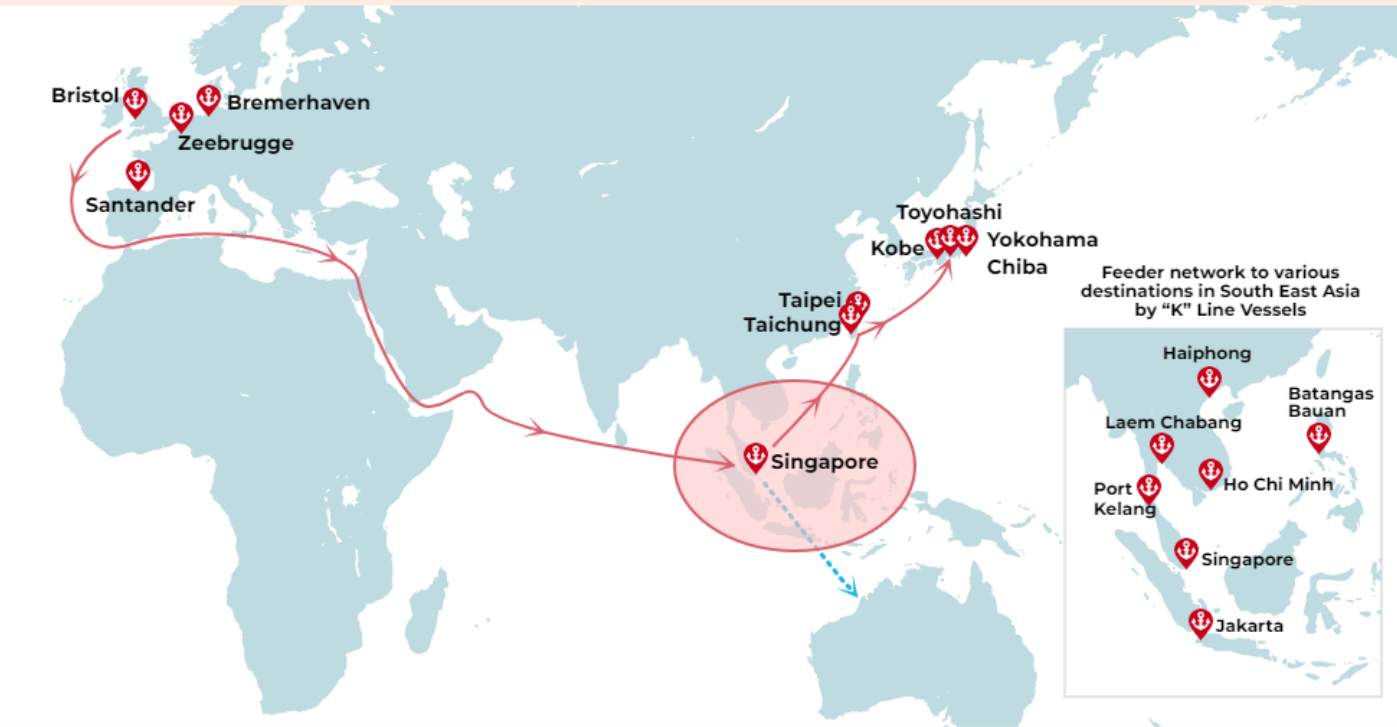 Bristol
Bremerhaven
Zeebrugge
Santander
Toyohashi
Kobe
Yokohama
Chiba
Taipei
Taichung
Singapore
Feeder network to various
destinations in South East Asia
by “K” Line Vessels
Haiphong
Batangas
Bauan
Laem Chabang
Ho Chi Minh
Port
Kelang
Singapore
Jakarta